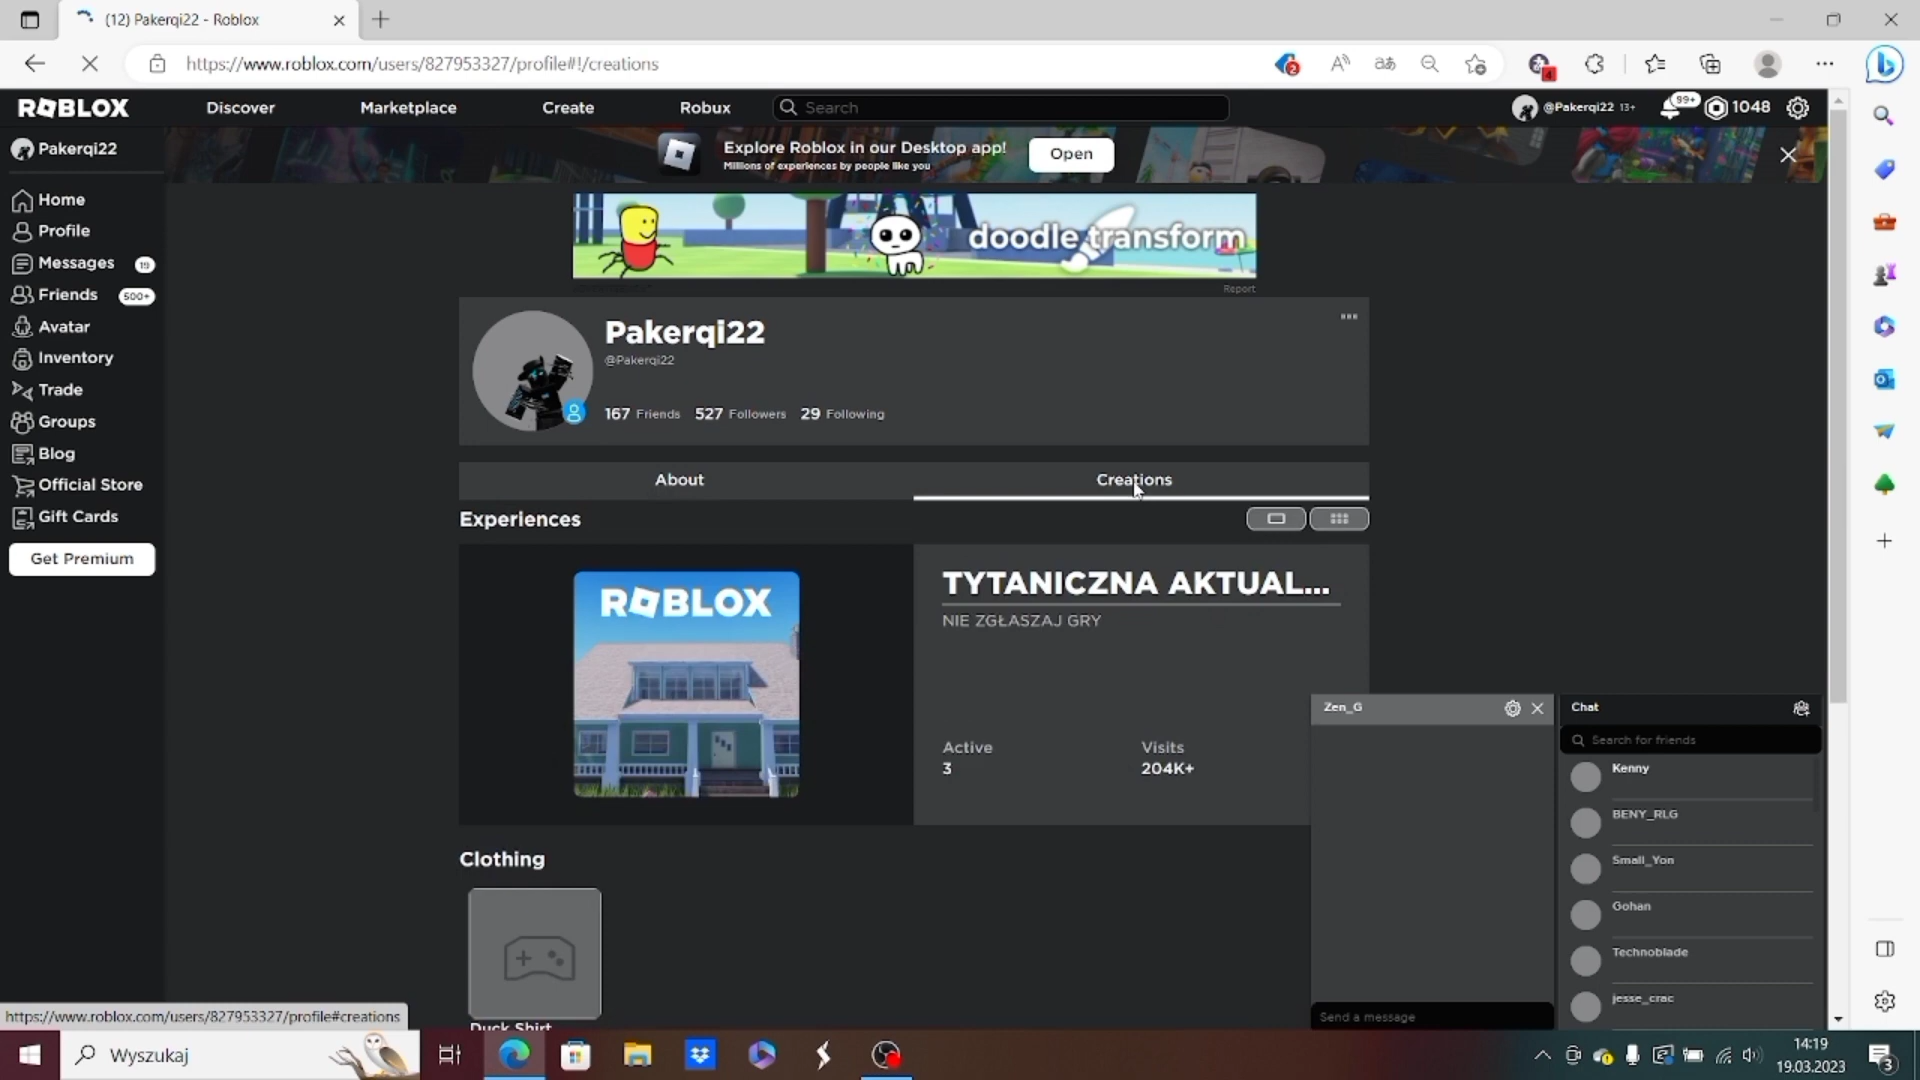 (12) Pakerqi22 - Roblox
https://www.roblox.com/users/827953327/profile#!/creations
2
4
ROBLOX
Discover
Marketplace
Create
Robux
Search
@Pakerqi22 13+
99+
1048
Pakerqi22
Explore Roblox in our Desktop app!
Millions of experiences by people like you
Open
Home
Profile
Messages 19
Friends 500+
Avatar
Inventory
Trade
Groups
Blog
Official Store
Gift Cards
Get Premium
doodle transform
Report
Pakerqi22
@Pakerqi22
167 Friends 527 Followers 29 Following
About
Creations
Experiences
ROBLOX
TYTANICZNA AKTUAL...
NIE ZGŁASZAJ GRY
Active
3
Visits
204K+
Clothing
Duck Shirt
Zen_G
Send a message
Chat
Search for friends
Kenny
BENY_RLG
Small_Yon
Gohan
Technoblade
jesse_crac
https://www.roblox.com/users/827953327/profile#creations
Wyszukaj
14:19
19.03.2023
3